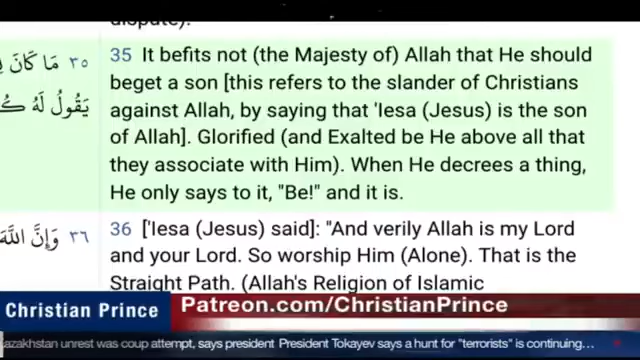 dispute).
٣٥ مَا كَانَ
يَقُولُ لَهُ
35 It befits not (the Majesty of) Allah that He should
beget a son [this refers to the slander of Christians
against Allah, by saying that 'Iesa (Jesus) is the son
of Allah]. Glorified (and Exalted be He above all that
they associate with Him). When He decrees a thing,
He only says to it, "Be!" and it is.
٣٦ وَإِنَّ اللَّهَ
36 ['Iesa (Jesus) said]: "And verily Allah is my Lord
and your Lord. So worship Him (Alone). That is the
Straight Path. (Allah's Religion of Islamic
Christian Prince
Patreon.com/ChristianPrince
azakhstan unrest was coup attempt, says president President Tokayev says a hunt for "terrorists" is continuing...